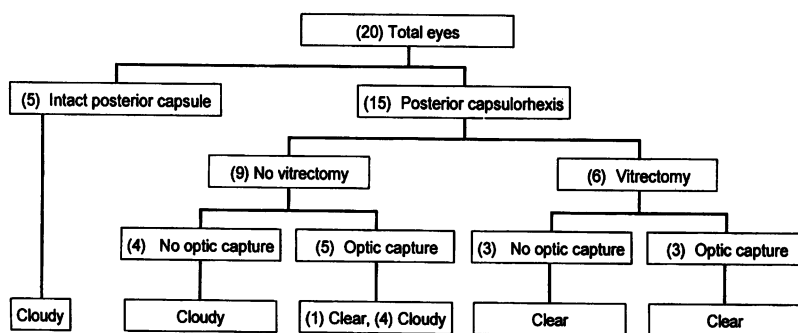 (20) Total eyes
(5) Intact posterior capsule
(15) Posterior capsulorhexis
(9) No vitrectomy
(6) Vitrectomy
(4) No optic capture
(5) Optic capture
(3) No optic capture
(3) Optic capture
Cloudy
Cloudy
(1) Clear, (4) Cloudy
Clear
Clear